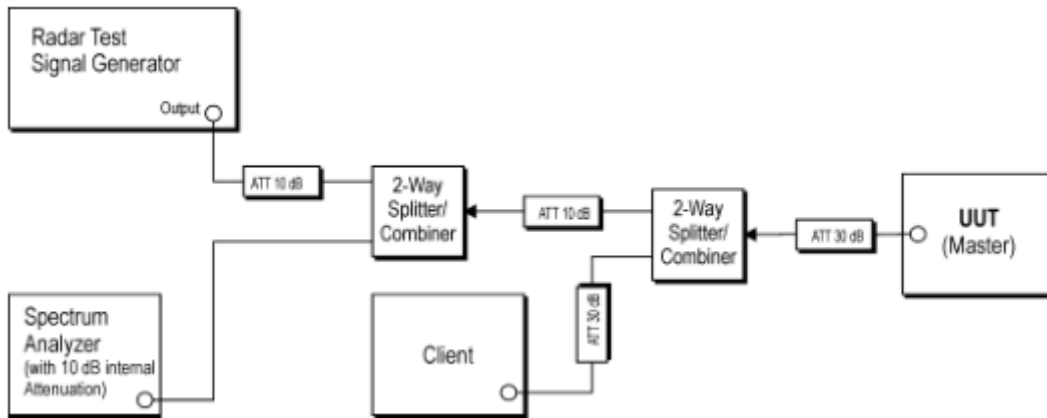 Radar Test
Signal Generator
Output
ATT 10 dB
2-Way
Splitter/
Combiner
ATT 10 dB
2-Way
Splitter/
Combiner
ATT 30 dB
UUT
(Master)
Spectrum
Analyzer
(with 10 dB internal
Attenuation)
Client
ATT 30 dB